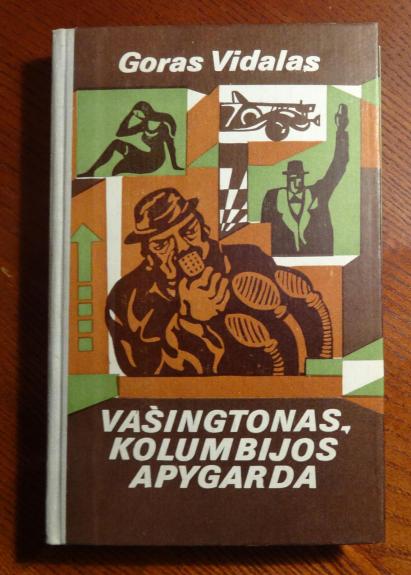 Goras Vidalas
VAŠINGTONAS,
KOLUMBIJOS
APYGARDA